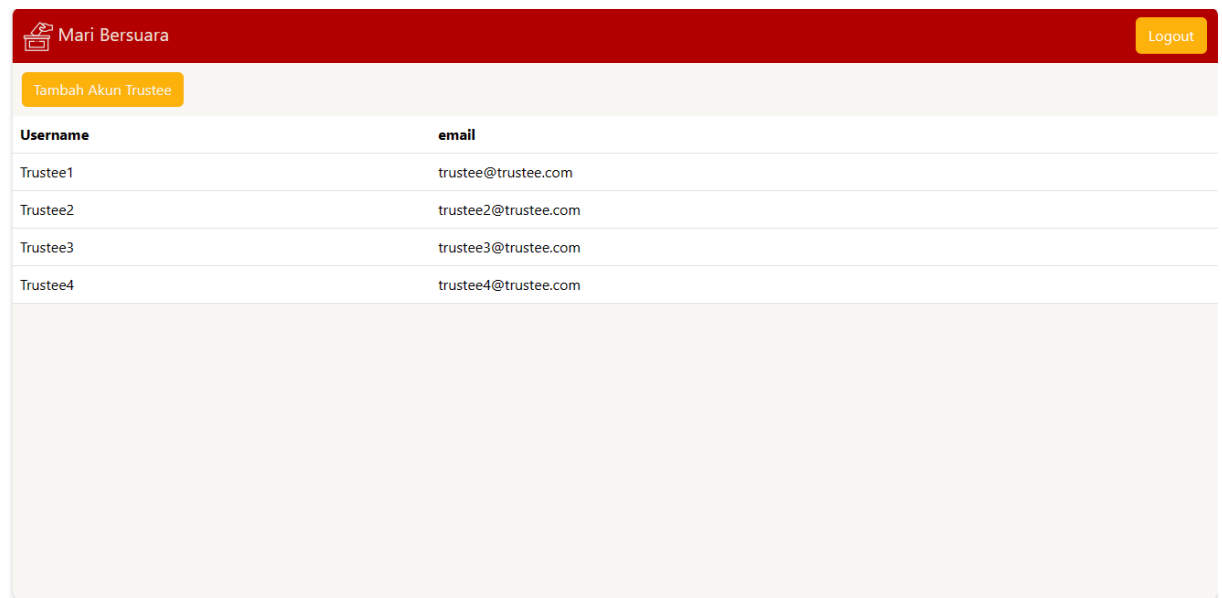 Mari Bersuara Logout
Tambah Akun Trustee
Username email
Trustee1 trustee@trustee.com
Trustee2 trustee2@trustee.com
Trustee3 trustee3@trustee.com
Trustee4 trustee4@trustee.com